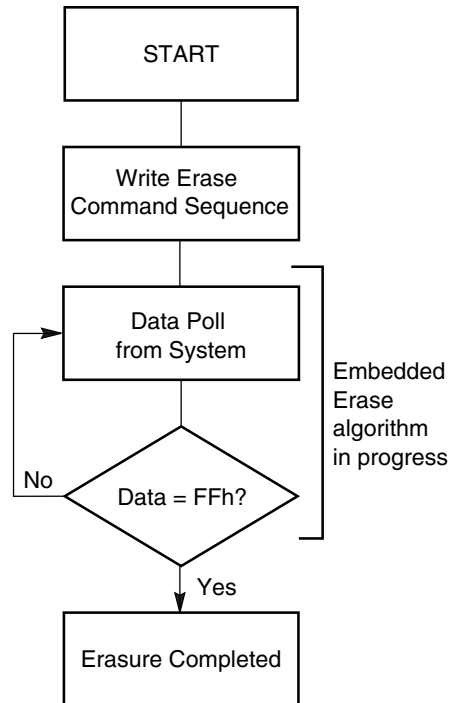 START
Write Erase
Command Sequence
Data Poll
from System
Embedded
Erase
algorithm
in progress
No
Data = FFh?
Yes
Erasure Completed